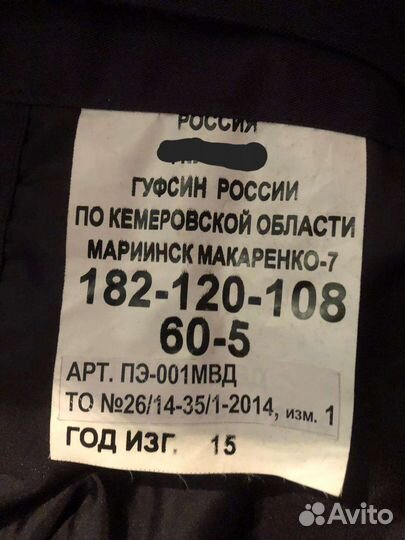 РОССИЯ
ГУФСИН РОССИИ
ПО КЕМЕРОВСКОЙ ОБЛАСТИ
МАРИИНСК МАКАРЕНКО-7
182-120-108
60-5
АРТ. ПЭ-001МВД
ТО №26/14-35/1-2014, изм. 1
ГОД ИЗГ. 15
Avito